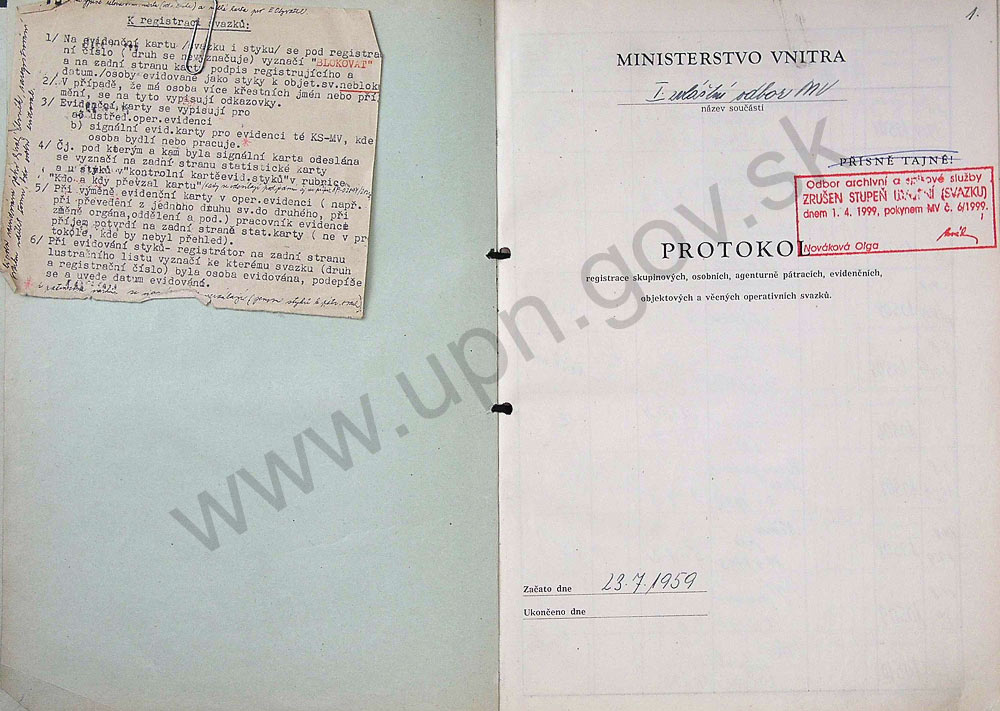 K registraci svazků:
1/ Na evidenční kartu /svazku i styku/ se pod registra
ní číslo ( druh se nevyznačuje) vyznačí "BLOKOVAT"
a na zadní stranu karty podpis registrujícího a
datum./osoby evidované jako styky k objet.sv.neblok
2/ V případě, že má osoba více křestních jmén nebo pří
mění, se na tyto vypisují odkazovky.
3/ Evidenční karty se vypisují pro
a) ústřed.oper.evidenci
b) signální evid.karty pro evidenci té KS-MV, kde
osoba bydlí nebo pracuje.
4/ Čj. pod kterým a kam byla signální karta odeslána
se vyznačí na zadní stranu statistické karty
a u styků v"kontrolní kartěevid.styků"v rubrice
"Kdo a kdy převzal kartu"
5/ Při výměně evidenční karty v oper.evidenci ( např.
při převedení z jednoho druhu sv.do druhého, při
změně orgána,oddělení a pod.) pracovník evidence
příjem potvrdí na zadní straně stat.karty ( ne v pr
tokole, kde by nebyl přehled).
6/ Při evidování styků- registrátor na zadní stranu
lustračního listu vyznačí ke kterému svazku (druh
a registrační číslo) byla osoba evidována, podepíše
se a uvede datum evidování.
1.
MINISTERSTVO VNITRA
I. zvláštní odbor MV
název součásti
PŘÍSNĚ TAJNÉ!
Odbor archivní a spisové služby
ZRUŠEN STUPEŇ UTAJENÍ (SVAZKU)
dnem 1. 4. 1999, pokynem MV č. 6/1999.
Nováková Olga
PROTOKOL
registrace skupinových, osobních, agenturně pátracích, evidenčních,
objektových a věcných operativních svazků.
www.upn.gov.sk
Začato dne 23.7.1959
Ukončeno dne